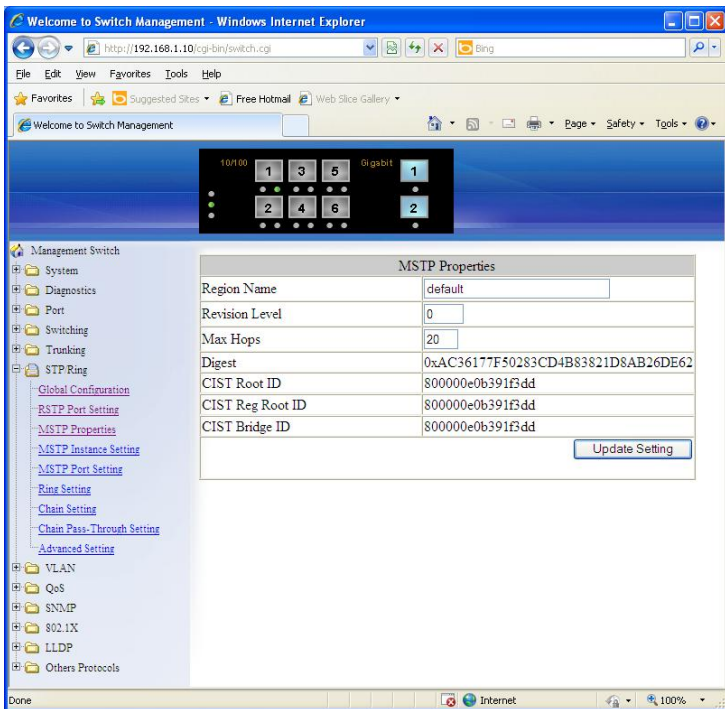 Welcome to Switch Management - Windows Internet Explorer
http://192.168.1.10/cgi-bin/switch.cgi
Bing
File Edit View Favorites Tools Help
Favorites Suggested Sites Free Hotmail Web Slice Gallery
Welcome to Switch Management
Page Safety Tools
10/100 1 3 5 Gigabit 1
2 4 6 2
Management Switch
System
Diagnostics
Port
Switching
Trunking
STP/Ring
Global Configuration
RSTP Port Setting
MSTP Properties
MSTP Instance Setting
MSTP Port Setting
Ring Setting
Chain Setting
Chain Pass-Through Setting
Advanced Setting
VLAN
QoS
SNMP
802.1X
LLDP
Others Protocols
MSTP Properties
Region Name default
Revision Level 0
Max Hops 20
Digest 0xAC36177F50283CD4B83821D8AB26DE62
CIST Root ID 800000e0b391f3dd
CIST Reg Root ID 800000e0b391f3dd
CIST Bridge ID 800000e0b391f3dd
Update Setting
Done Internet 100%